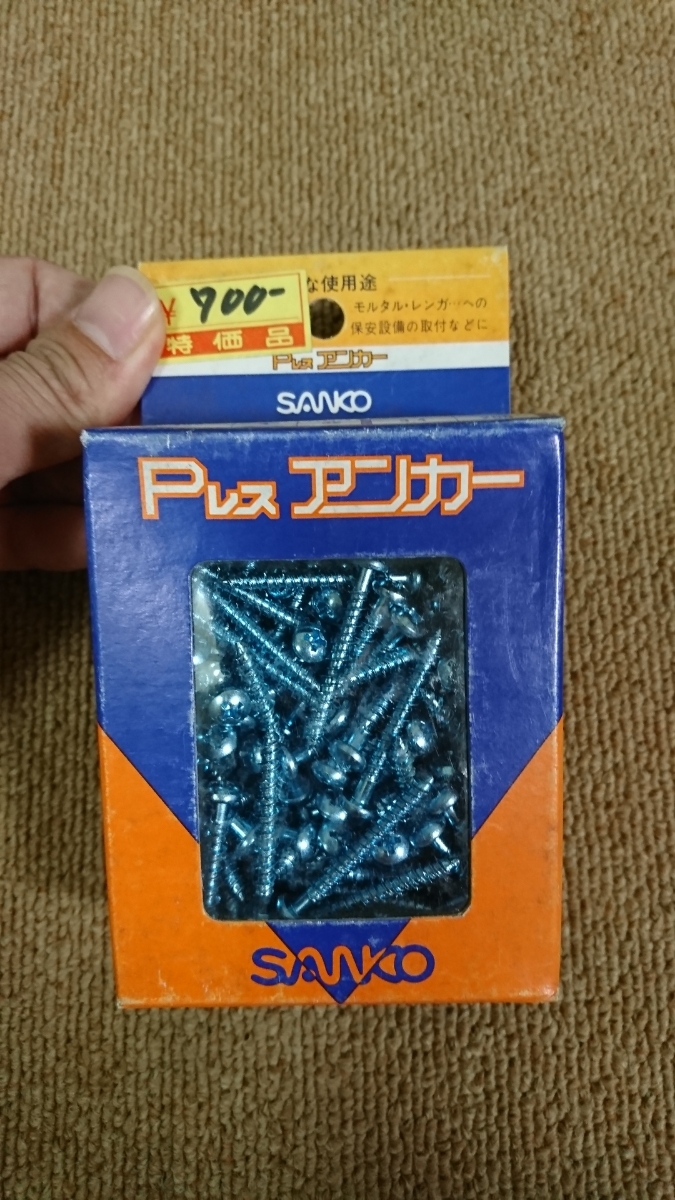 な使用途
700-
モルタル・レンガ…への
保安設備の取付などに
特価品
Pレス アンカー
SANKO
Pレス アンカー
SANKO